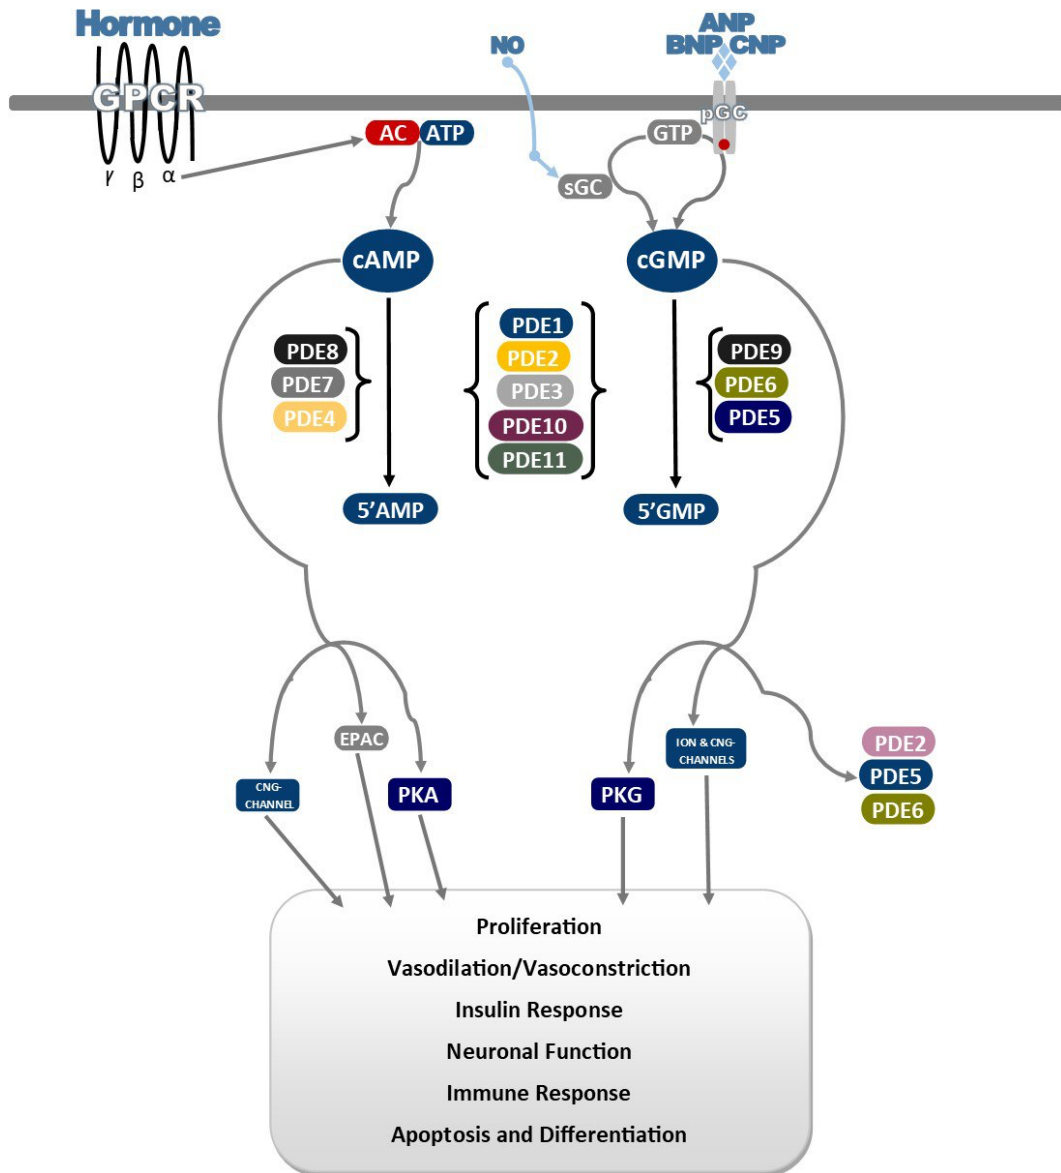 Hormone
GPCR
γ β α
AC ATP
NO
ANP
BNP CNP
pGC
GTP
sGC
cAMP
cGMP
PDE8
PDE7
PDE4
PDE1
PDE2
PDE3
PDE10
PDE11
PDE9
PDE6
PDE5
5’AMP
5’GMP
CNG-
CHANNEL
EPAC
PKA
PKG
ION & CNG-
CHANNELS
PDE2
PDE5
PDE6
Proliferation
Vasodilation/Vasoconstriction
Insulin Response
Neuronal Function
Immune Response
Apoptosis and Differentiation